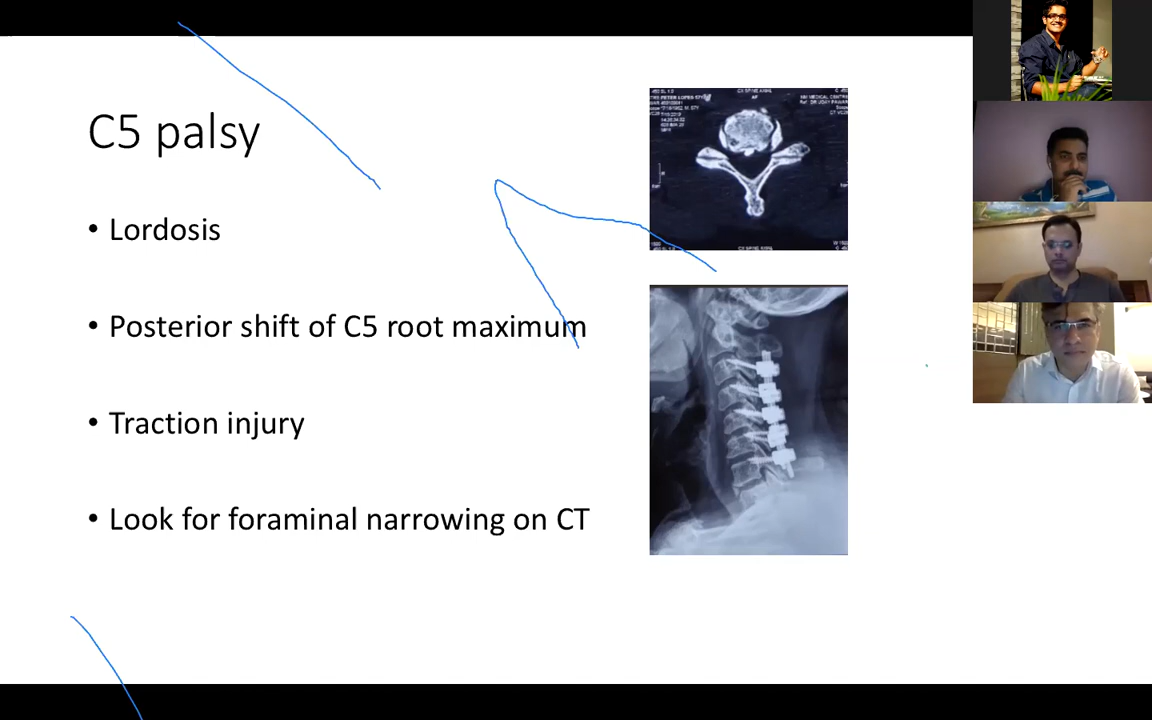 C5 palsy
• Lordosis
• Posterior shift of C5 root maximum
• Traction injury
• Look for foraminal narrowing on CT